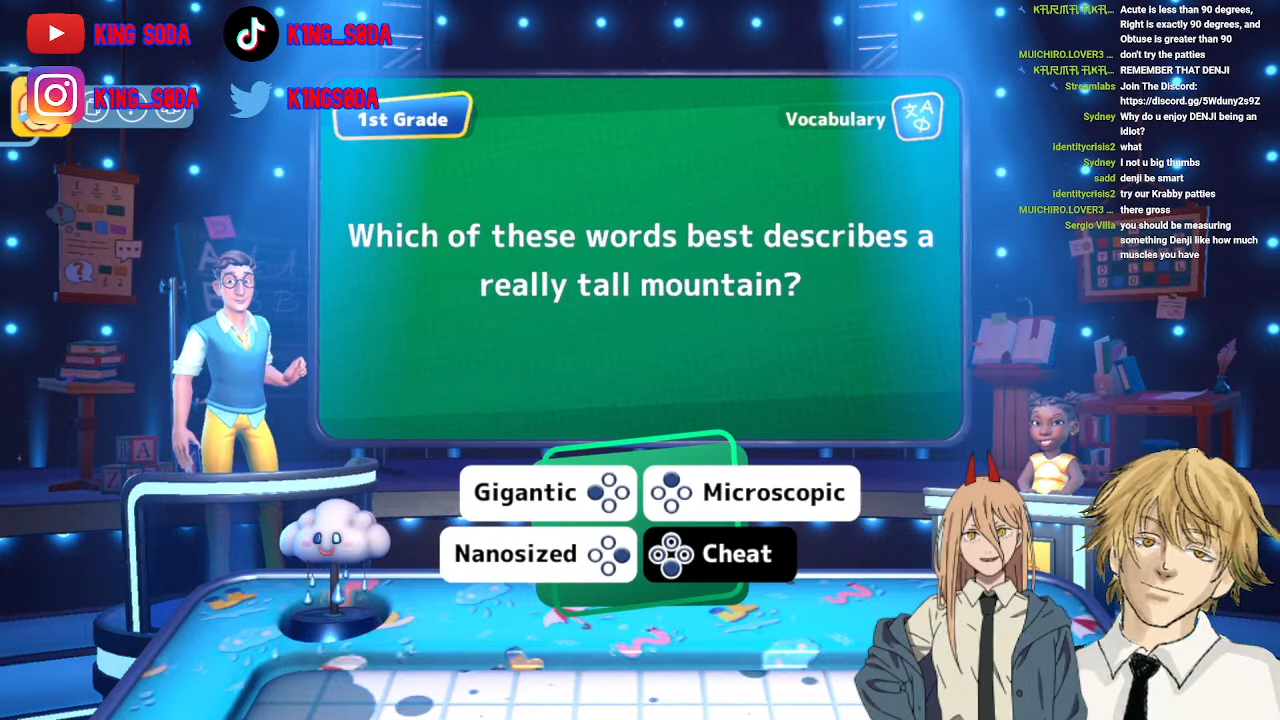 KING SODA
K1NG_S0DA
K1NG_S0DA
K1NGS0DA
1st Grade
Vocabulary
Which of these words best describes a
really tall mountain?
Gigantic
Microscopic
Nanosized
Cheat
Acute is less than 90 degrees,
Right is exactly 90 degrees, and
Obtuse is greater than 90
MUICHIRO.LOVER3 ... don't try the patties
REMEMBER THAT DENJI
Streamlabs Join The Discord:
https://discord.gg/5Wduny2s9Z
Sydney Why do you enjoy DENJI being an
Idiot?
identitycrisis2 what
Sydney I not u big thumbs
sadd denji be smart
identitycrisis2 try our Krabby patties
MUICHIRO.LOVER3 ... there gross
Sergio Villa you should be measuring
something Denji like how much
muscles you have